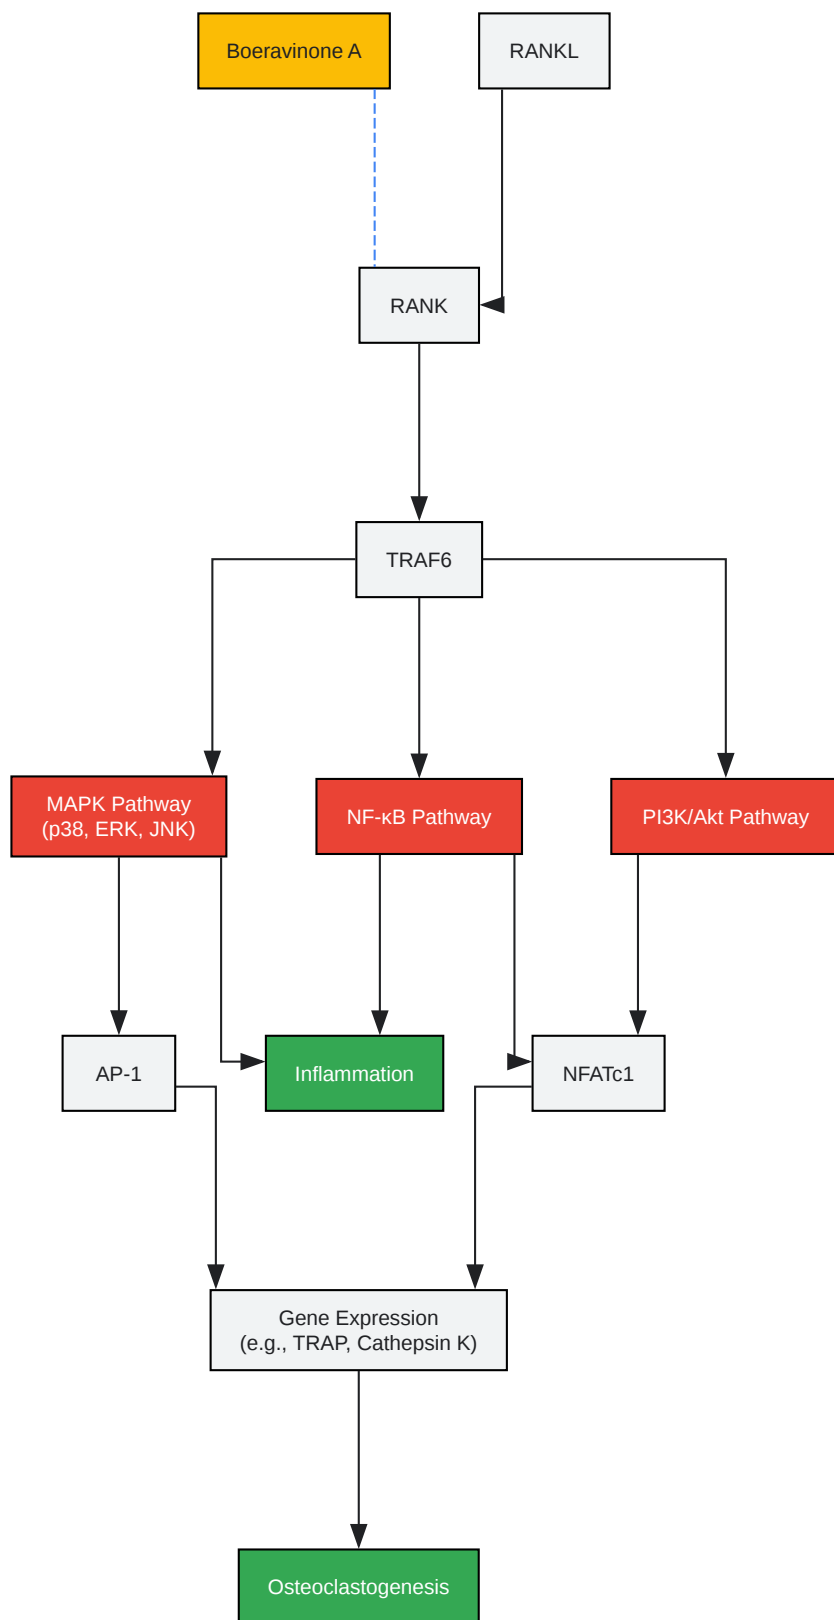 Boeravinone A
RANKL
RANK
TRAF6
MAPK Pathway
(p38, ERK, JNK)
NF-κB Pathway
PI3K/Akt Pathway
AP-1
Inflammation
NFATc1
Gene Expression
(e.g., TRAP, Cathepsin K)
Osteoclastogenesis